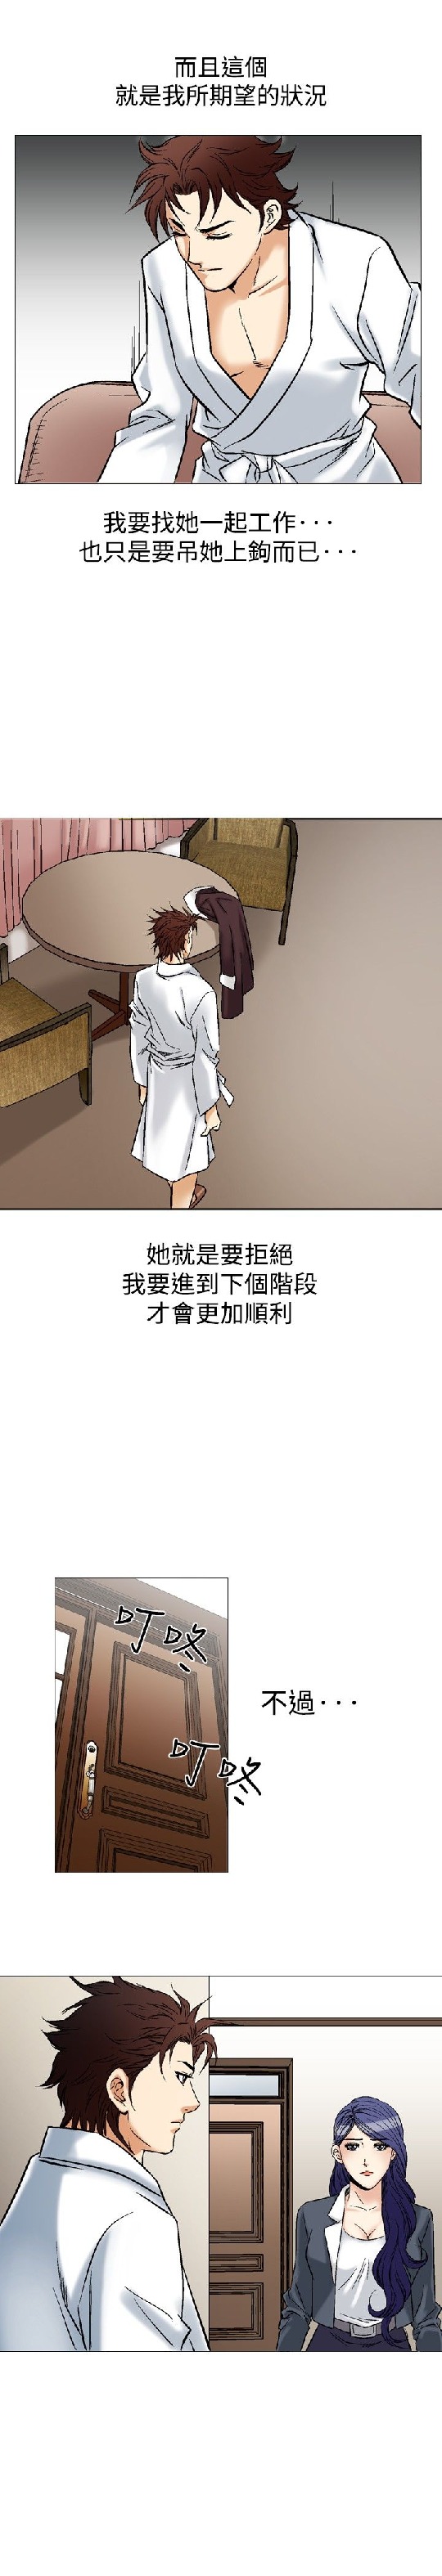 而且這個
就是我所期望的狀況
我要找她一起工作···
也只是要吊她上鉤而已···
她就是要拒絕
我要進到下個階段
才會更加順利
叮咚
不過···
叮咚